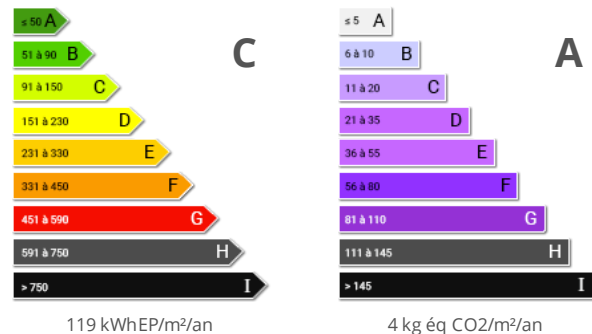 ≤ 50 A
51 à 90 B
91 à 150 C
151 à 230 D
231 à 330 E
331 à 450 F
451 à 590 G
591 à 750 H
> 750 I
C
119 kWhEP/m²/an
≤ 5 A
6 à 10 B
11 à 20 C
21 à 35 D
36 à 55 E
56 à 80 F
81 à 110 G
111 à 145 H
> 145 I
A
4 kg éq CO2/m²/an